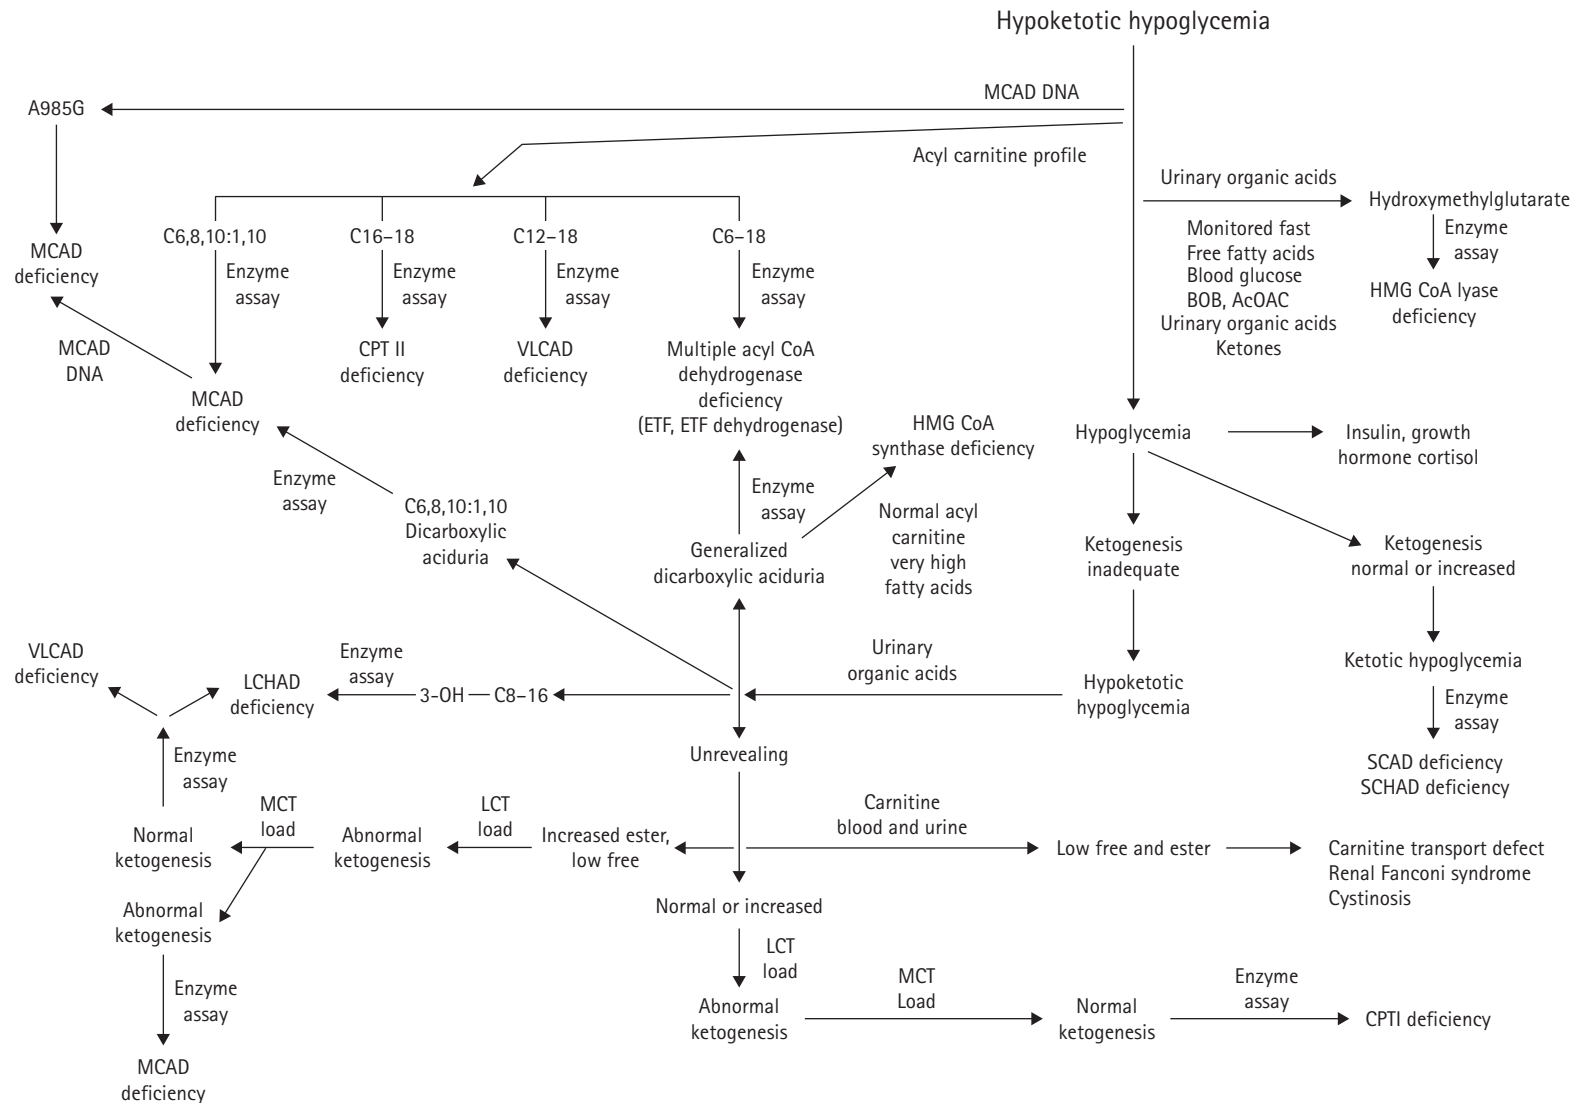 Hypoketotic hypoglycemia
MCAD DNA
A985G
Acyl carnitine profile
Urinary organic acids
Hydroxymethylglutarate
Monitored fast
Free fatty acids
Blood glucose
BOB, AcOAC
Urinary organic acids
Ketones
Enzyme
assay
HMG CoA lyase
deficiency
MCAD
deficiency
C6,8,10:1,10
C16–18
C12–18
C6–18
Enzyme
assay
Enzyme
assay
Enzyme
assay
Enzyme
assay
MCAD
DNA
MCAD
deficiency
CPT II
deficiency
VLCAD
deficiency
Multiple acyl CoA
dehydrogenase
deficiency
(ETF, ETF dehydrogenase)
HMG CoA
synthase deficiency
Hypoglycemia
Insulin, growth
hormone cortisol
Enzyme
assay
C6,8,10:1,10
Dicarboxylic
aciduria
Enzyme
assay
Normal acyl
carnitine
very high
fatty acids
Generalized
dicarboxylic aciduria
Ketogenesis
inadequate
Ketogenesis
normal or increased
VLCAD
deficiency
LCHAD
deficiency
Enzyme
assay
3-OH
C8–16
Urinary
organic acids
Hypoketotic
hypoglycemia
Ketotic hypoglycemia
Enzyme
assay
SCAD deficiency
SCHAD deficiency
Enzyme
assay
Unrevealing
Normal
ketogenesis
MCT
load
Abnormal
ketogenesis
LCT
load
Increased ester,
low free
Carnitine
blood and urine
Low free and ester
Carnitine transport defect
Renal Fanconi syndrome
Cystinosis
Abnormal
ketogenesis
Normal or increased
LCT
load
Enzyme
assay
MCAD
deficiency
Abnormal
ketogenesis
MCT
Load
Normal
ketogenesis
Enzyme
assay
CPTI deficiency